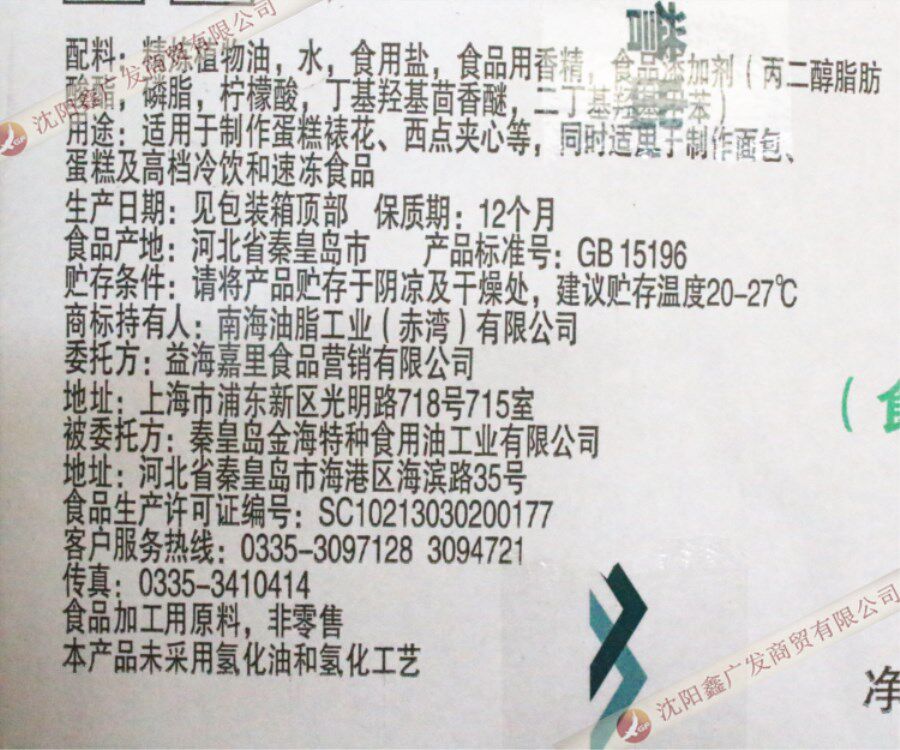 配料：精炼植物油，水，食用盐，食品用香精，食品添加剂（丙二醇脂肪
酸酯，磷脂，柠檬酸，丁基羟基茴香醚，二丁基羟基甲苯）
用途：适用于制作蛋糕裱花、西点夹心等，同时适用于制作面包、
蛋糕及高档冷饮和速冻食品
生产日期：见包装箱顶部 保质期：12个月
食品产地：河北省秦皇岛市 产品标准号：GB 15196
贮存条件：请将产品贮存于阴凉及干燥处，建议贮存温度20-27℃
商标持有人：南海油脂工业（赤湾）有限公司
委托方：益海嘉里食品营销有限公司
地址：上海市浦东新区光明路718号715室
被委托方：秦皇岛金海特种食用油工业有限公司
地址：河北省秦皇岛市海港区海滨路35号
食品生产许可证编号：SC10213030200177
客户服务热线：0335-3097128 3094721
传真：0335-3410414
食品加工用原料，非零售
本产品未采用氢化油和氢化工艺
（食
净
沈阳鑫广发商贸有限公司
沈阳鑫广发商贸有限公司